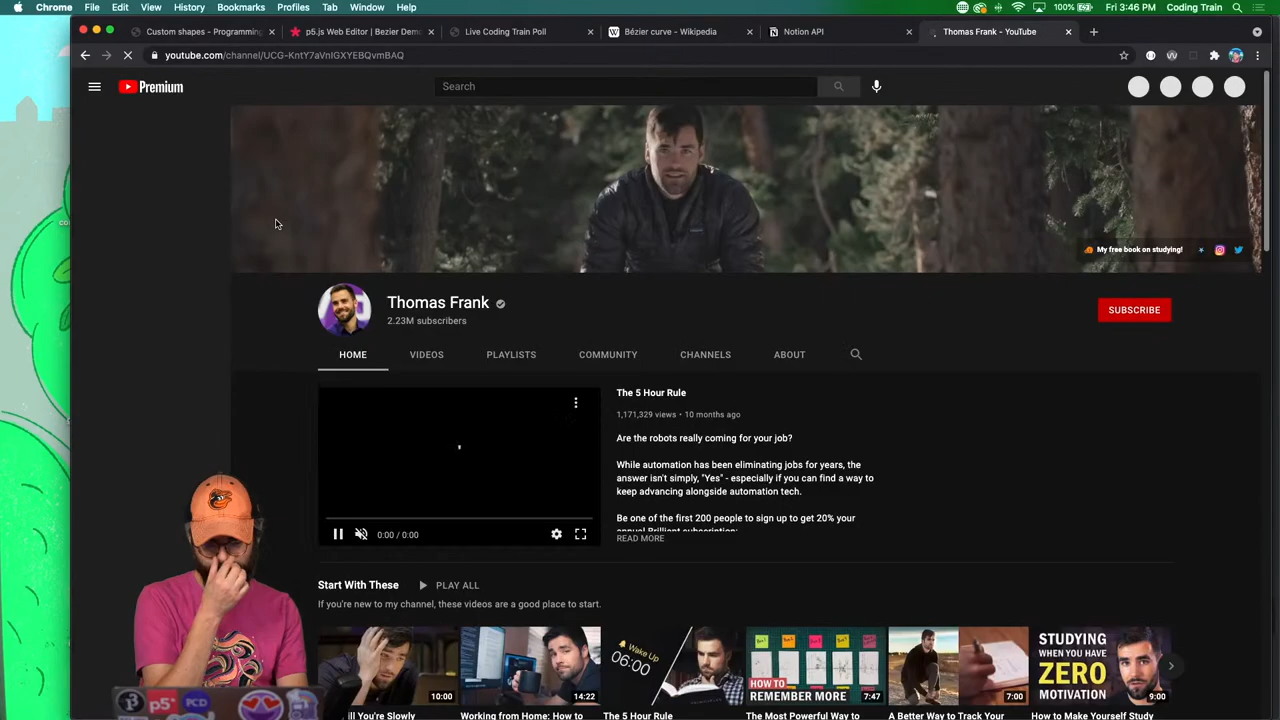 Chrome File Edit View History Bookmarks Profiles Tab Window Help 100% Fri 3:46 PM Coding Train
Custom shapes - Programming
p5.js Web Editor | Bezier Demo
Live Coding Train Poll
Bézier curve - Wikipedia
Notion API
Thomas Frank - YouTube
youtube.com/channel/UCG-KntY7aVnIGXYEBQvmBAQ
Premium
Search
My free book on studying!
Thomas Frank
2.23M subscribers
SUBSCRIBE
HOME VIDEOS PLAYLISTS COMMUNITY CHANNELS ABOUT
The 5 Hour Rule
1,171,329 views • 10 months ago
Are the robots really coming for your job?
While automation has been eliminating jobs for years, the
answer isn't simply, "Yes" - especially if you can find a way to
keep advancing alongside automation tech.
Be one of the first 200 people to sign up to get 20% your
annual Brilliant subscription:
READ MORE
0:00 / 0:00
Start With These PLAY ALL
If you're new to my channel, these videos are a good place to start.
10:00
14:22
Wake Up
06:00
HOW TO
REMEMBER MORE
7:47
7:00
STUDYING
WHEN YOU HAVE
ZERO
MOTIVATION
9:00
ill You're Slowly
Working from Home: How to
The 5 Hour Rule
The Most Powerful Way to
A Better Way to Track Your
How to Make Yourself Study
p5*
PCD